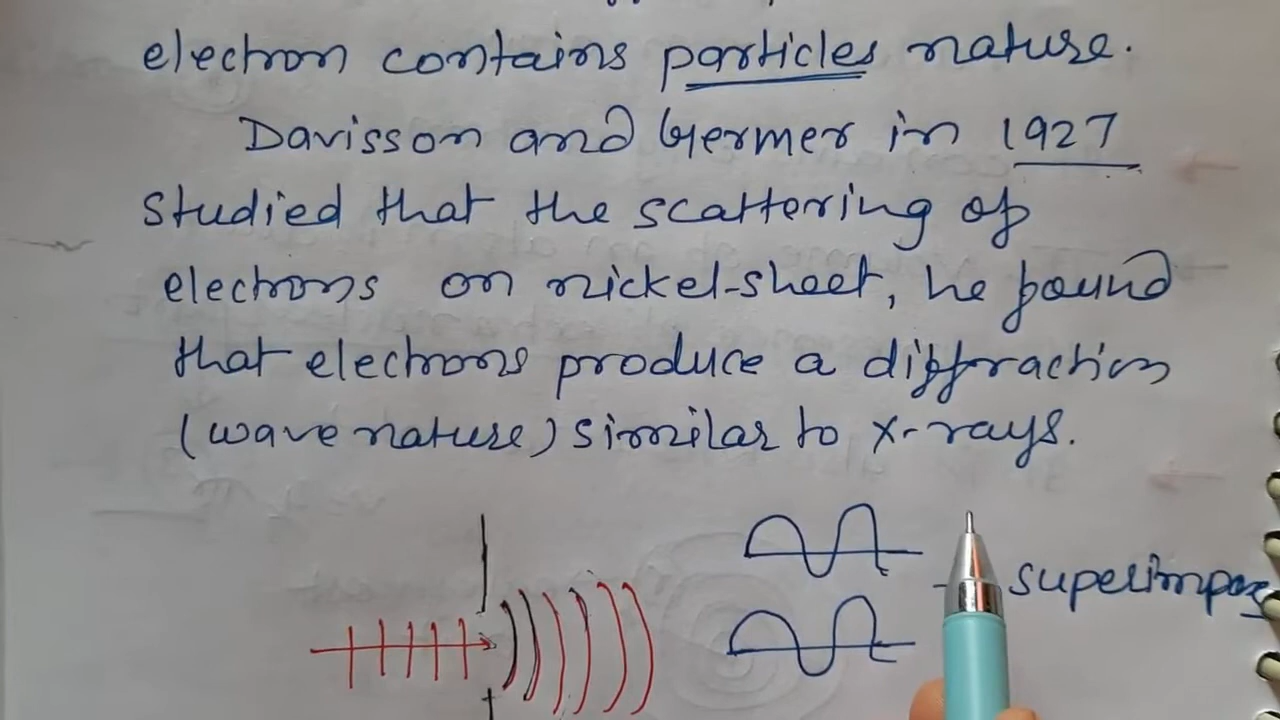 electron contains particles nature.
Davisson and Germer in 1927
studied that the scattering of
electrons on nickel-sheet, he found
that electrons produce a diffraction
(wave nature) similar to x-rays.
superimpose